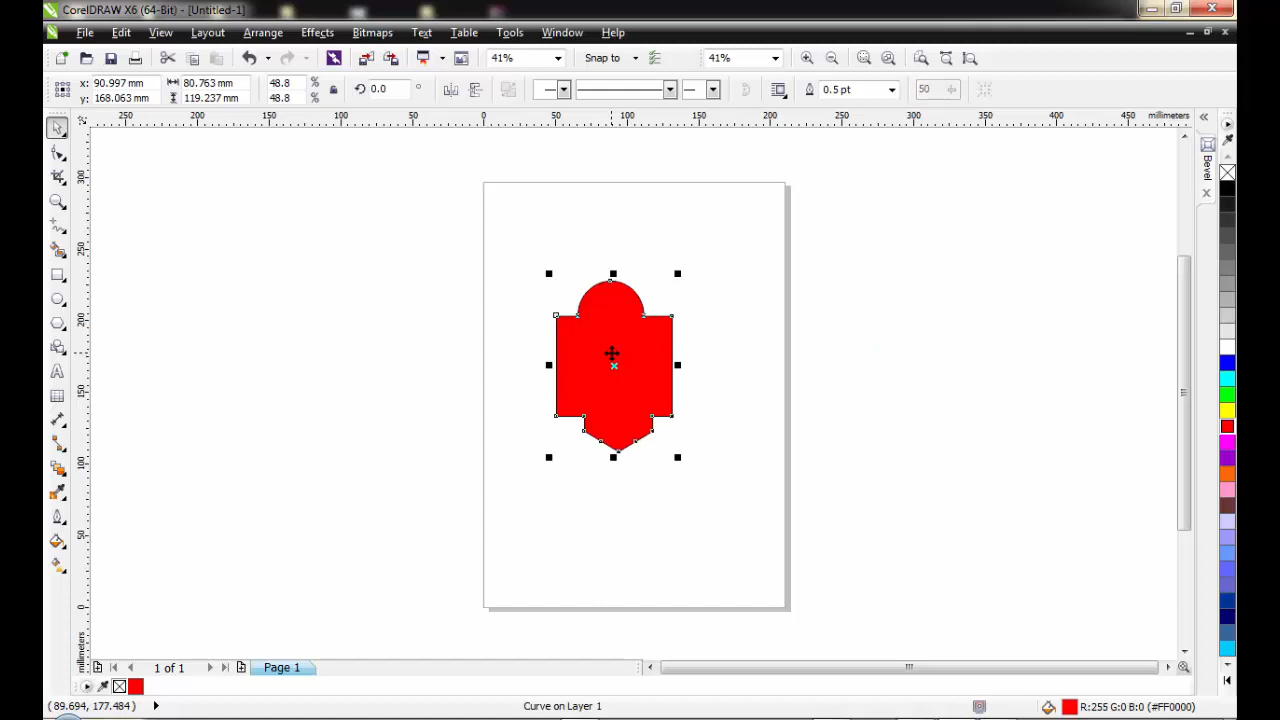 CorelDRAW X6 (64-Bit) - [Untitled-1]
File Edit View Layout Arrange Effects Bitmaps Text Table Tools Window Help
41% Snap to 41%
x: 90.997 mm 80.763 mm 48.8 % 0.0 ° 0.5 pt 50
y: 168.063 mm 119.237 mm 48.8 %
250 200 150 100 50 0 50 100 150 200 250 300 350 400 450 millimeters
300
250
200
150
100
50
0
millimeters
Bevel
1 of 1 Page 1
(89.694, 177.484) Curve on Layer 1 R:255 G:0 B:0 (#FF0000)